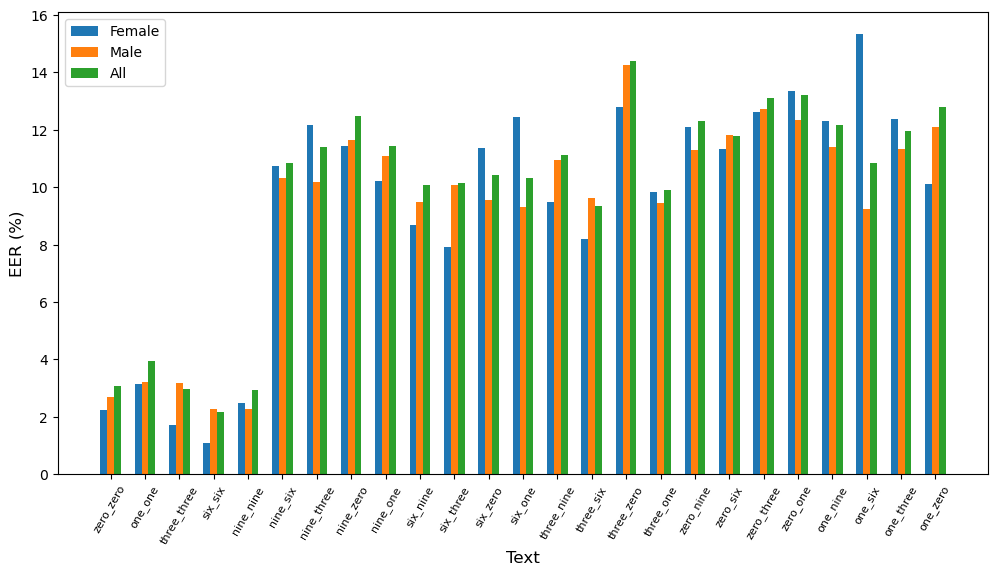 Female
Male
All
EER (%)
16
14
12
10
8
6
4
2
0
zero_zero
one_one
three_three
six_six
nine_nine
nine_six
nine_three
nine_zero
nine_one
six_nine
six_three
six_zero
six_one
three_nine
three_six
three_zero
three_one
zero_nine
zero_six
zero_three
zero_one
one_nine
one_six
one_three
one_zero
Text